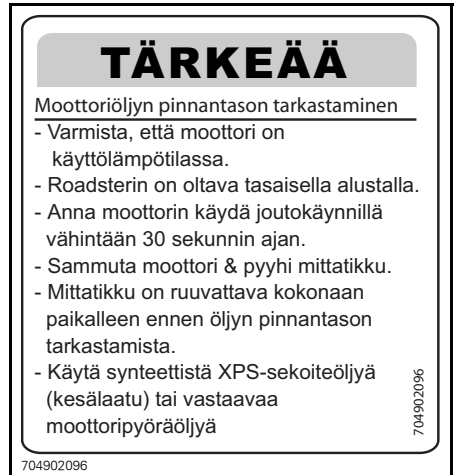 TÄRKEÄÄ
Moottoriöljyn pinnantason tarkastaminen
- Varmista, että moottori on
käyttölämpötilassa.
- Roadsterin on oltava tasaisella alustalla.
- Anna moottorin käydä joutokäynnillä
vähintään 30 sekunnin ajan.
- Sammuta moottori & pyyhi mittatikku.
- Mittatikku on ruuvattava kokonaan
paikalleen ennen öljyn pinnantason
tarkastamista.
- Käytä synteettistä XPS-sekoiteöljyä
(kesälaatu) tai vastaavaa
moottoripyöräöljyä
704902096
704902096